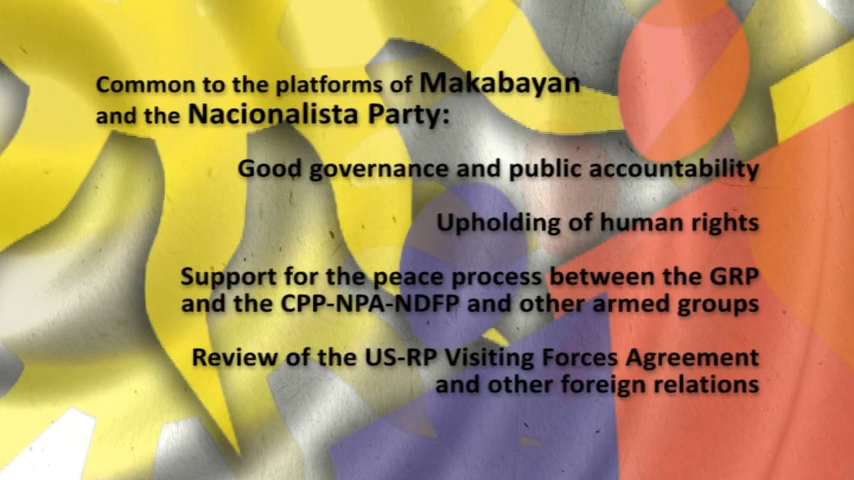 Common to the platforms of Makabayan
and the Nacionalista Party:
Good governance and public accountability
Upholding of human rights
Support for the peace process between the GRP
and the CPP-NPA-NDFP and other armed groups
Review of the US-RP Visiting Forces Agreement
and other foreign relations